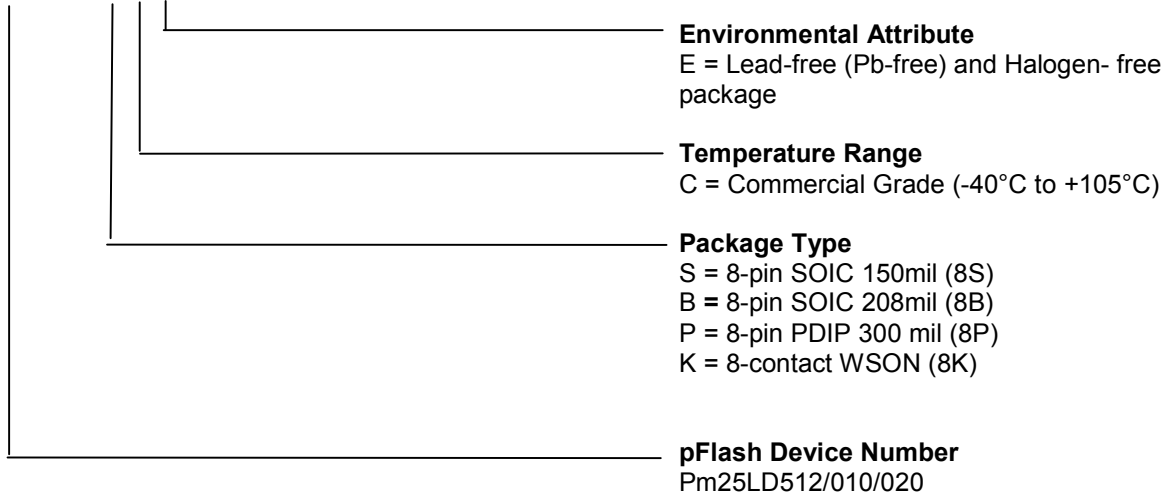 Environmental Attribute
E = Lead-free (Pb-free) and Halogen- free
package
Temperature Range
C = Commercial Grade (-40°C to +105°C)
Package Type
S = 8-pin SOIC 150mil (8S)
B = 8-pin SOIC 208mil (8B)
P = 8-pin PDIP 300 mil (8P)
K = 8-contact WSON (8K)
pFlash Device Number
Pm25LD512/010/020